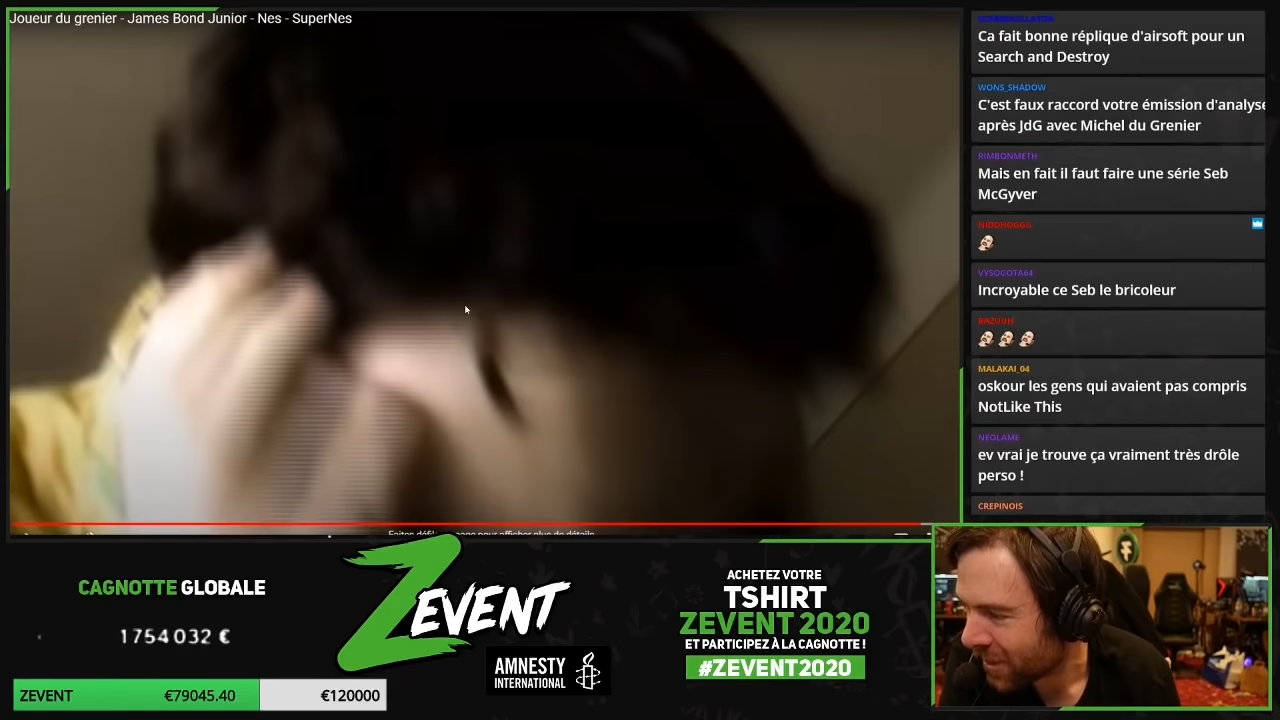 Joueur du grenier - James Bond Junior - Nes - SuperNes
Ca fait bonne réplique d'airsoft pour un
Search and Destroy
WONS_SHADOW
C'est faux raccord votre émission d'analyse
après JdG avec Michel du Grenier
RIMBONMETH
Mais en fait il faut faire une série Seb
McGyver
VYSOGOTA64
Incroyable ce Seb le bricoleur
MALAKAI_04
oskour les gens qui avaient pas compris
NotLike This
NEOLAME
ev vrai je trouve ça vraiment très drôle
perso !
CREPINOIS
CAGNOTTE GLOBALE
1 754 032 €
ZEVENT €79045.40 €120000
ZEVENT
AMNESTY
INTERNATIONAL
ACHETEZ VOTRE
TSHIRT
ZEVENT 2020
ET PARTICIPEZ À LA CAGNOTTE !
#ZEVENT2020